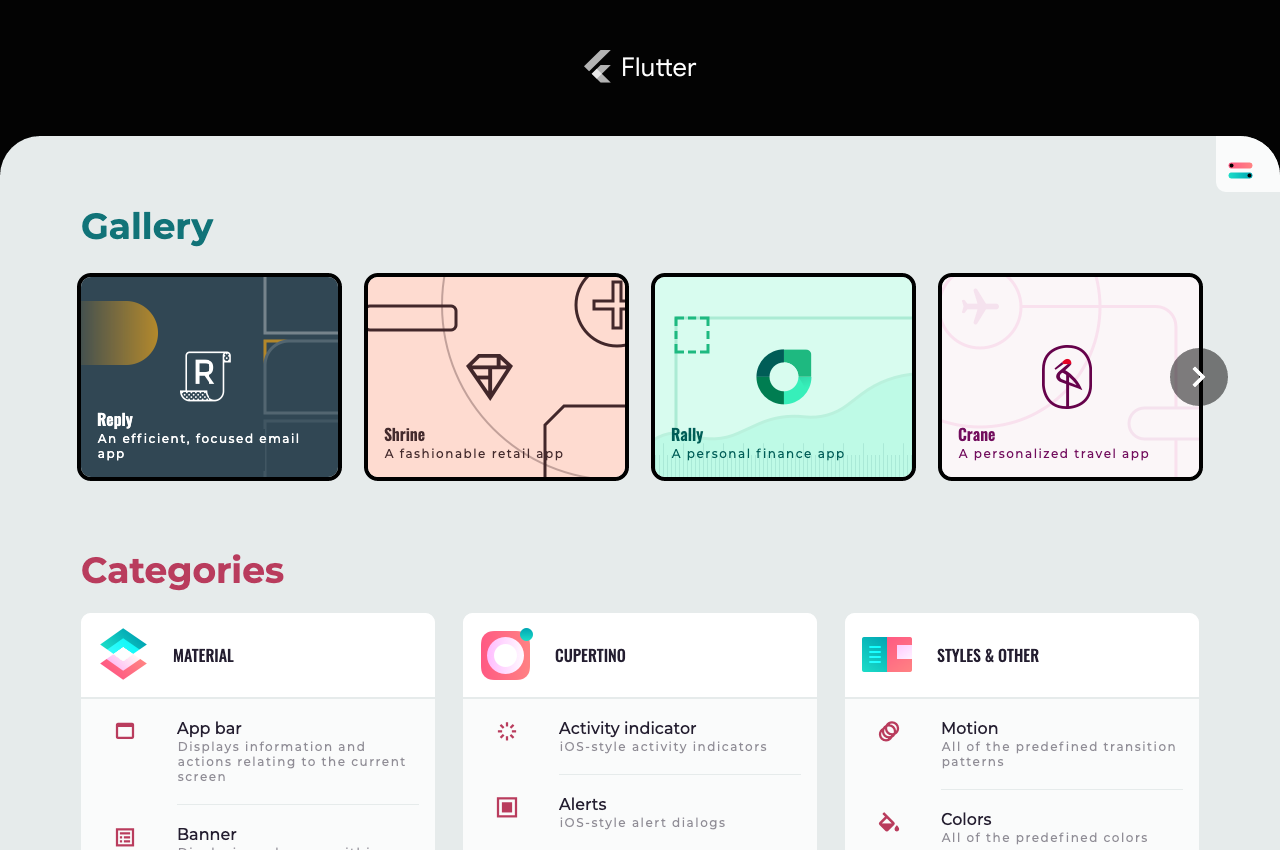 Flutter
Gallery
Reply
An efficient, focused email
app
Shrine
A fashionable retail app
Rally
A personal finance app
Crane
A personalized travel app
Categories
MATERIAL
App bar
Displays information and
actions relating to the current
screen
Banner
CUPERTINO
Activity indicator
iOS-style activity indicators
Alerts
iOS-style alert dialogs
STYLES & OTHER
Motion
All of the predefined transition
patterns
Colors
All of the predefined colors